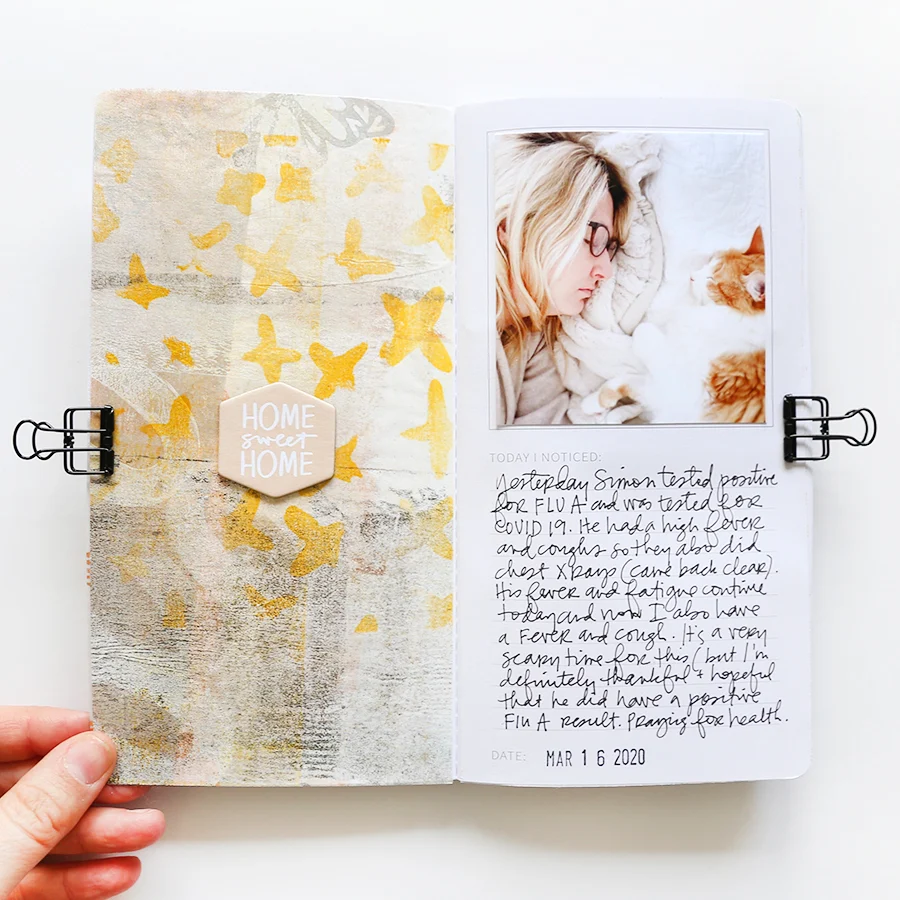 HOME
sweet
HOME
TODAY I NOTICED:
Yesterday Simon tested positive
for FLU A and was tested for
COVID 19. He had a high fever
and coughs so they also did
chest X Rays (came back clear).
His fever and fatigue continue
today and now I also have
a Fever and cough. It's a very
scary time for this (but I'm
definitely thankful + hopeful
that he did have a positive
Flu A result. Praying for health.
DATE: MAR 16 2020